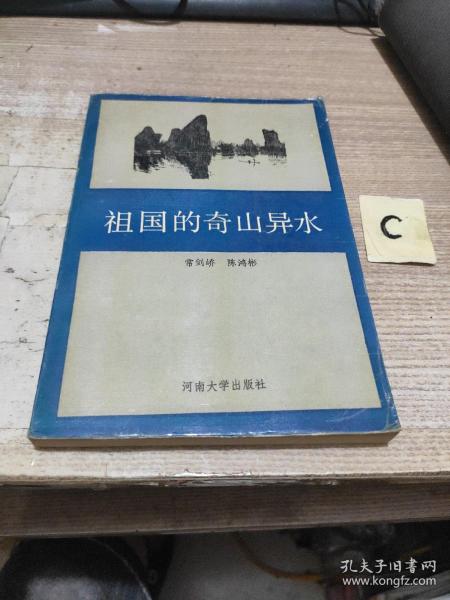 祖国的奇山异水
常剑峤 陈鸿彬
河南大学出版社
C
孔夫子旧书网
www.kongfz.com